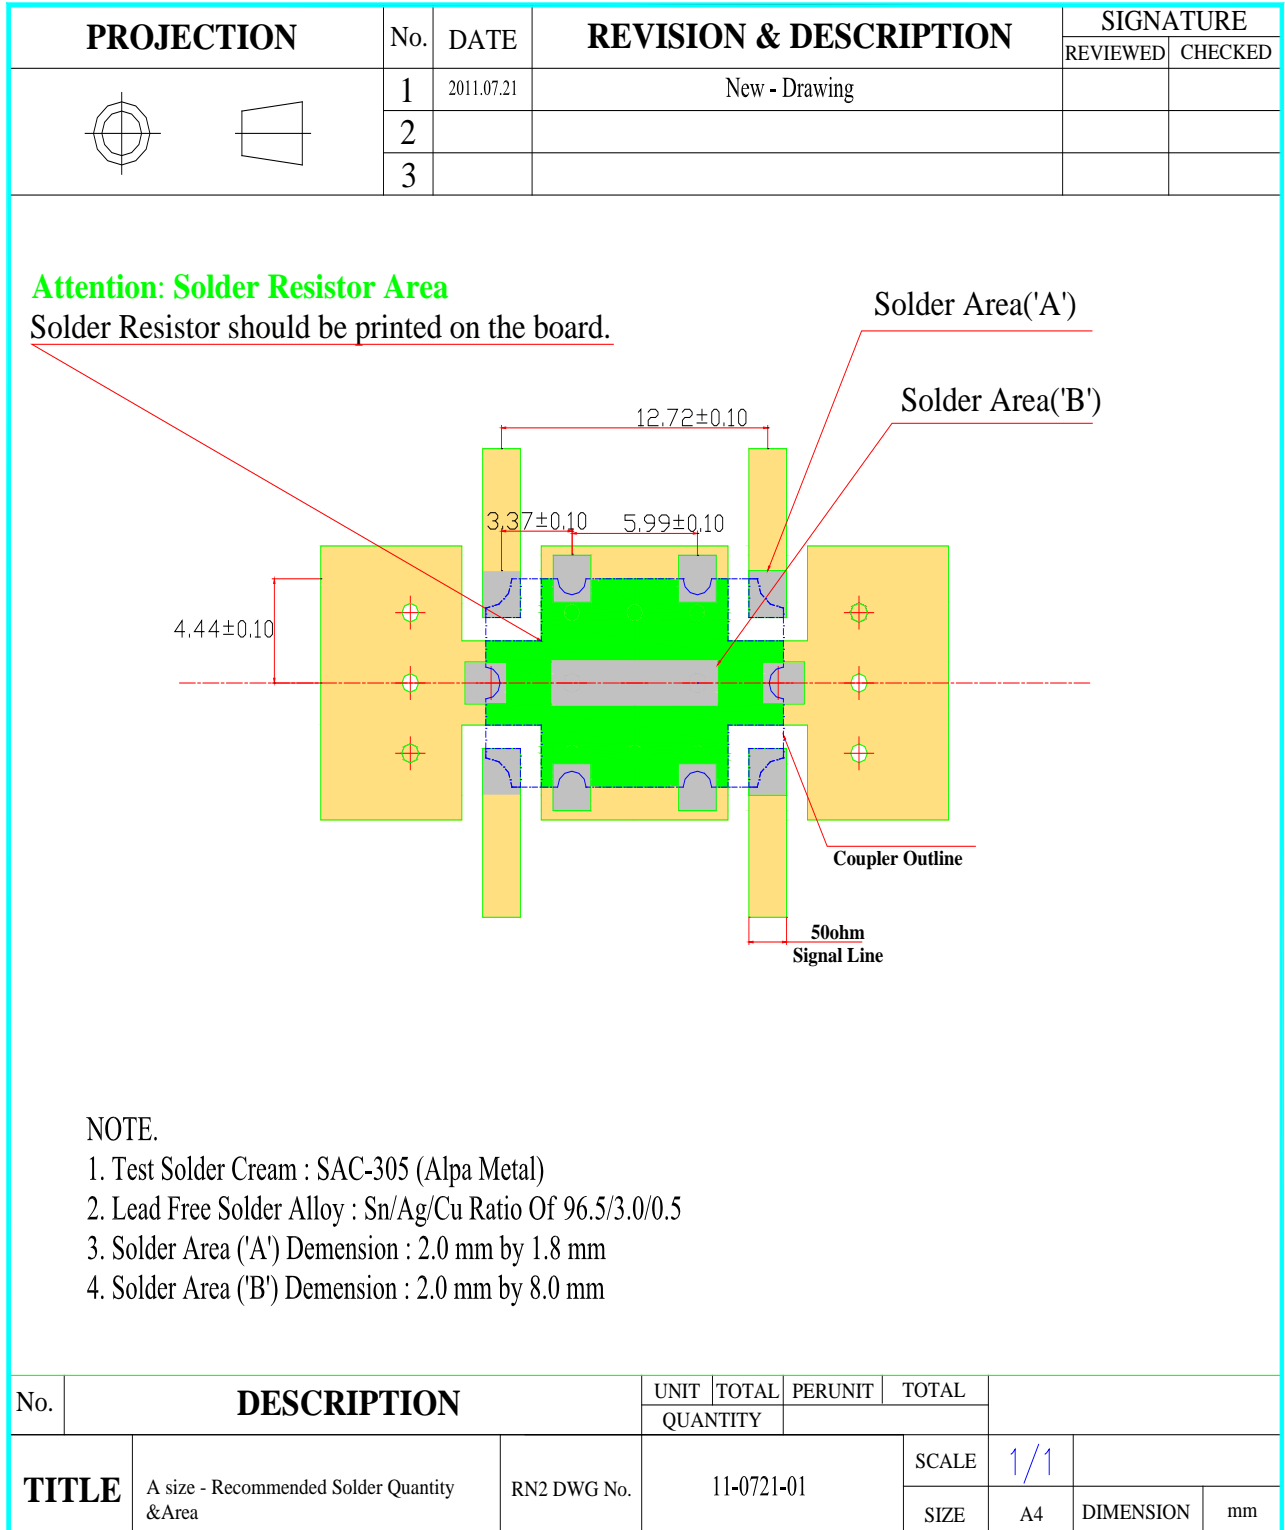 PROJECTION
No.
DATE
REVISION & DESCRIPTION
SIGNATURE
REVIEWED
CHECKED
1
2011.07.21
New - Drawing
2
3
Attention: Solder Resistor Area
Solder Resistor should be printed on the board.
Solder Area('A')
Solder Area('B')
12.72±0.10
3.37±0.10
5.99±0.10
4.44±0.10
Coupler Outline
50ohm
Signal Line
NOTE.
1. Test Solder Cream : SAC-305 (Alpa Metal)
2. Lead Free Solder Alloy : Sn/Ag/Cu Ratio Of 96.5/3.0/0.5
3. Solder Area ('A') Demension : 2.0 mm by 1.8 mm
4. Solder Area ('B') Demension : 2.0 mm by 8.0 mm
No.
DESCRIPTION
UNIT
TOTAL
PERUNIT
TOTAL
QUANTITY
TITLE
A size - Recommended Solder Quantity
&Area
RN2 DWG No.
11-0721-01
SCALE
1/1
SIZE
A4
DIMENSION
mm